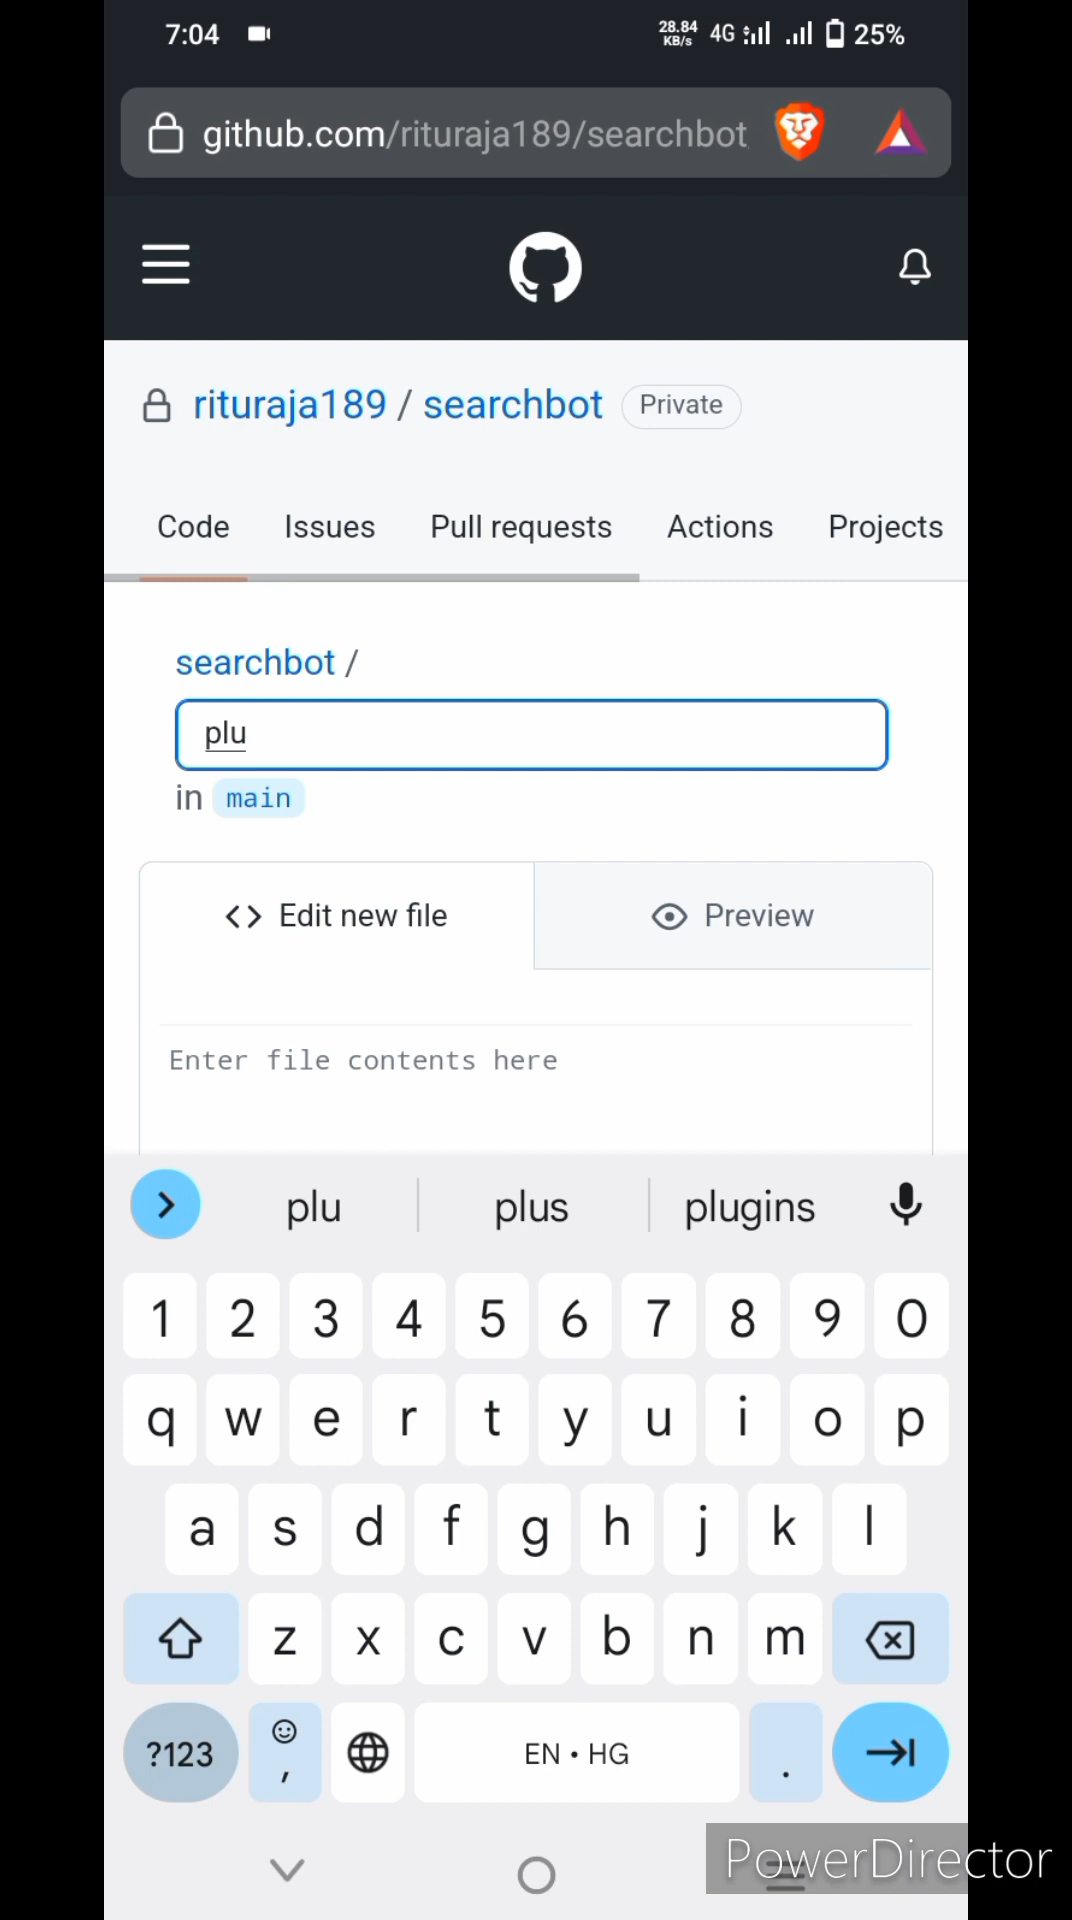 7:04 28.84 KB/s 4G 25%
github.com/rituraja189/searchbot
rituraja189 / searchbot Private
Code Issues Pull requests Actions Projects
searchbot /
plu
in main
<> Edit new file Preview
Enter file contents here
plu plus plugins
1 2 3 4 5 6 7 8 9 0
q w e r t y u i o p
a s d f g h j k l
z x c v b n m
?123 , EN • HG .
PowerDirector